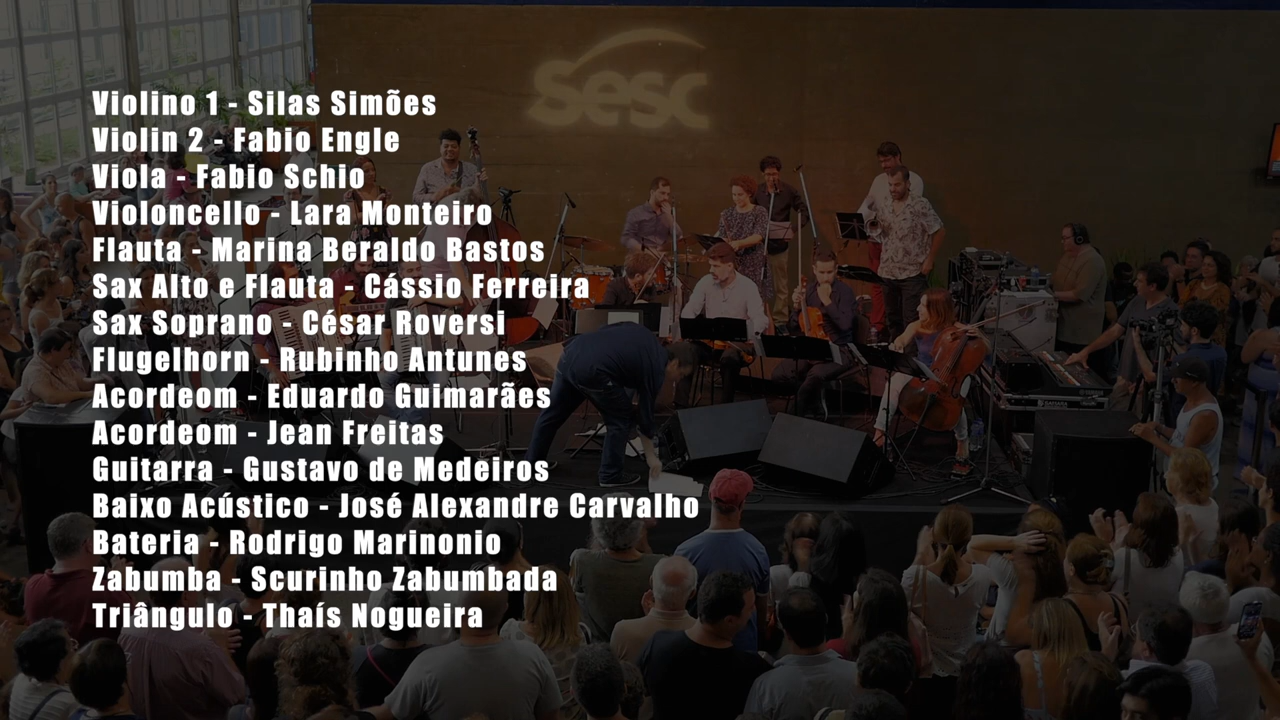 Sesc
Violino 1 - Silas Simões
Violin 2 - Fabio Engle
Viola - Fabio Schio
Violoncello - Lara Monteiro
Flauta - Marina Beraldo Bastos
Sax Alto e Flauta - Cássio Ferreira
Sax Soprano - César Roversi
Flugelhorn - Rubinho Antunes
Acordeom - Eduardo Guimarães
Acordeom - Jean Freitas
Guitarra - Gustavo de Medeiros
Baixo Acústico - José Alexandre Carvalho
Bateria - Rodrigo Marinonio
Zabumba - Scurinho Zabumbada
Triângulo - Thaís Nogueira